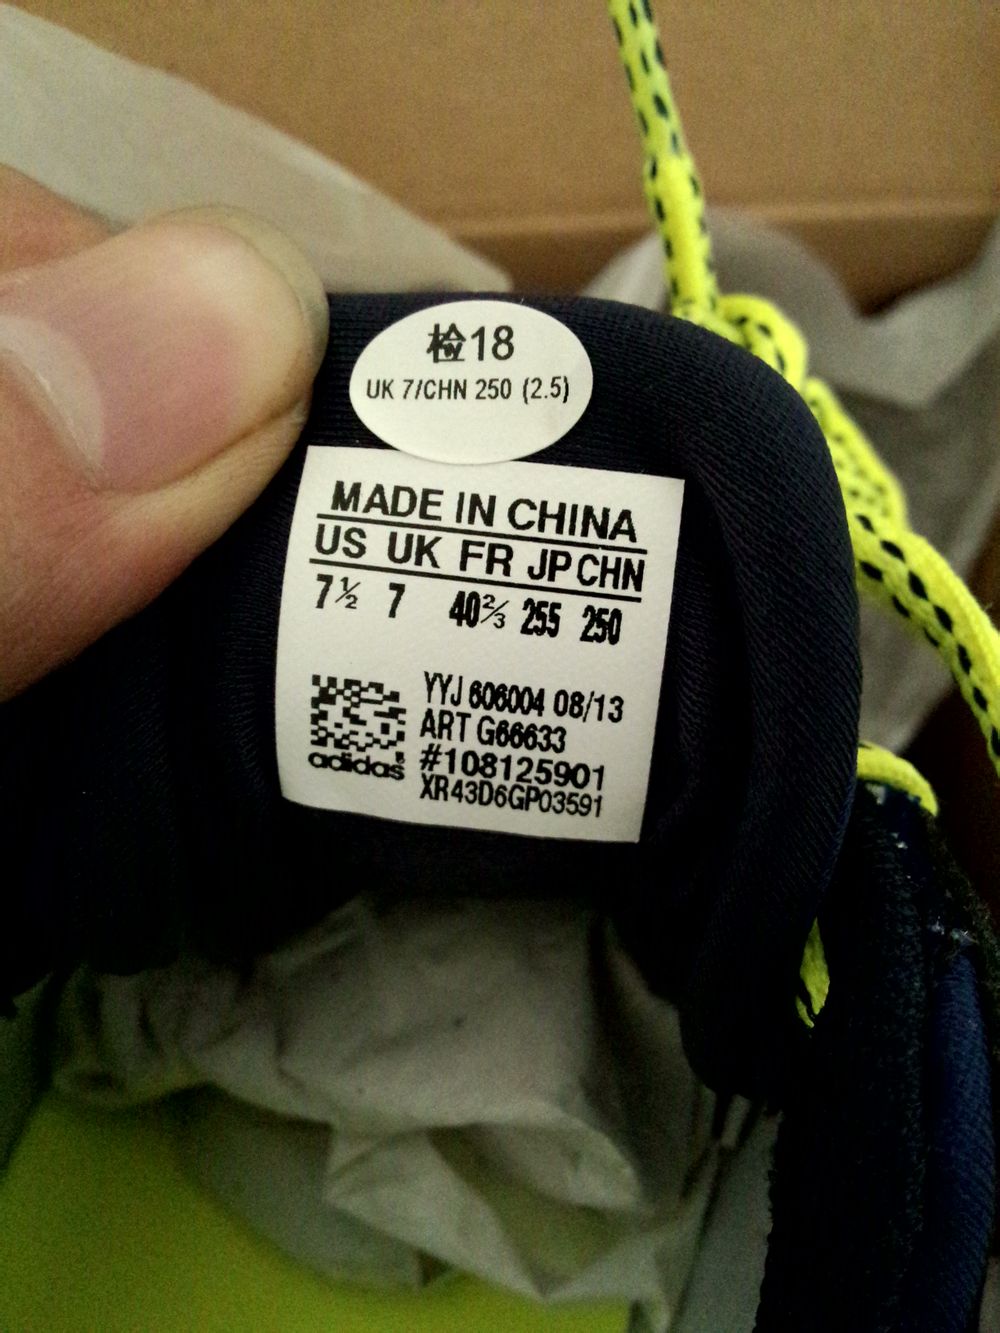 检18
UK 7/CHN 250 (2.5)
MADE IN CHINA
US UK FR JP CHN
7½ 7 40⅔ 255 250
YYJ 606004 08/13
ART G66633
#108125901
adidas
XR43D6GP03591